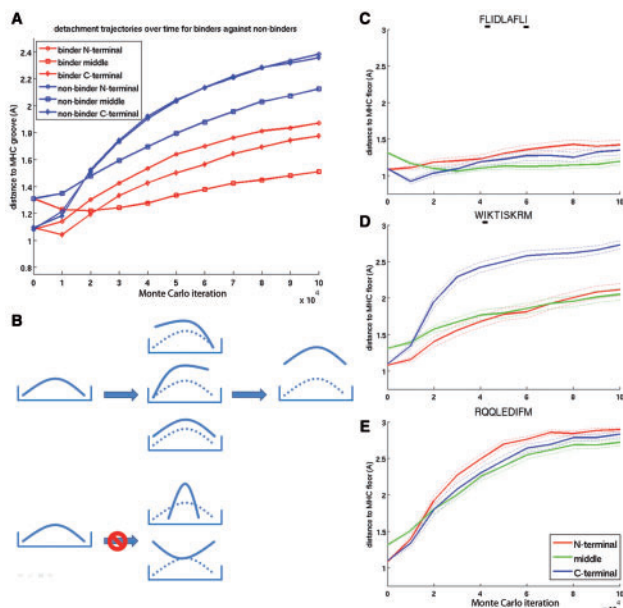 A
detachment trajectories over time for binders against non-binders
binder N-terminal
binder middle
binder C-terminal
non-binder N-terminal
non-binder middle
non-binder C-terminal
distance to MHC groove (A)
2.4
2.2
2
1.8
1.6
1.4
1.2
1
0.8
0 1 2 3 4 5 6 7 8 9 10
Monte Carlo iteration
x 10^4
B
C
FLIDLAFLI
distance to MHC floor (A)
3
2.5
2
1.5
1
0 2 4 6 8 10
D
WIKTISKRM
distance to MHC floor (A)
3
2.5
2
1.5
1
0 2 4 6 8 10
E
RQQLEDIFM
distance to MHC floor (A)
3
2.5
2
1.5
1
N-terminal
middle
C-terminal
0 2 4 6 8 10
Monte Carlo iteration